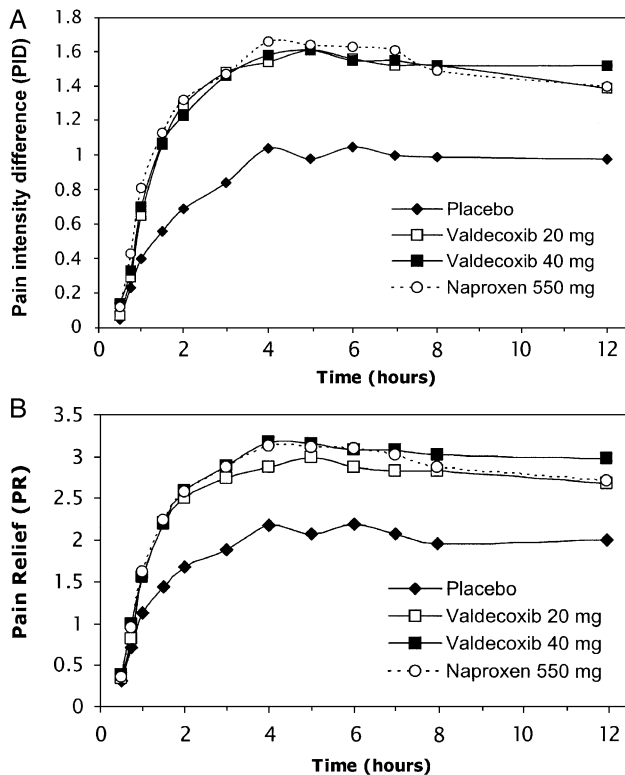 A
Pain intensity difference (PID)
1.8
1.6
1.4
1.2
1
0.8
0.6
0.4
0.2
0
0
2
4
6
8
10
12
Time (hours)
Placebo
Valdecoxib 20 mg
Valdecoxib 40 mg
Naproxen 550 mg
B
Pain Relief (PR)
3.5
3
2.5
2
1.5
1
0.5
0
0
2
4
6
8
10
12
Time (hours)
Placebo
Valdecoxib 20 mg
Valdecoxib 40 mg
Naproxen 550 mg